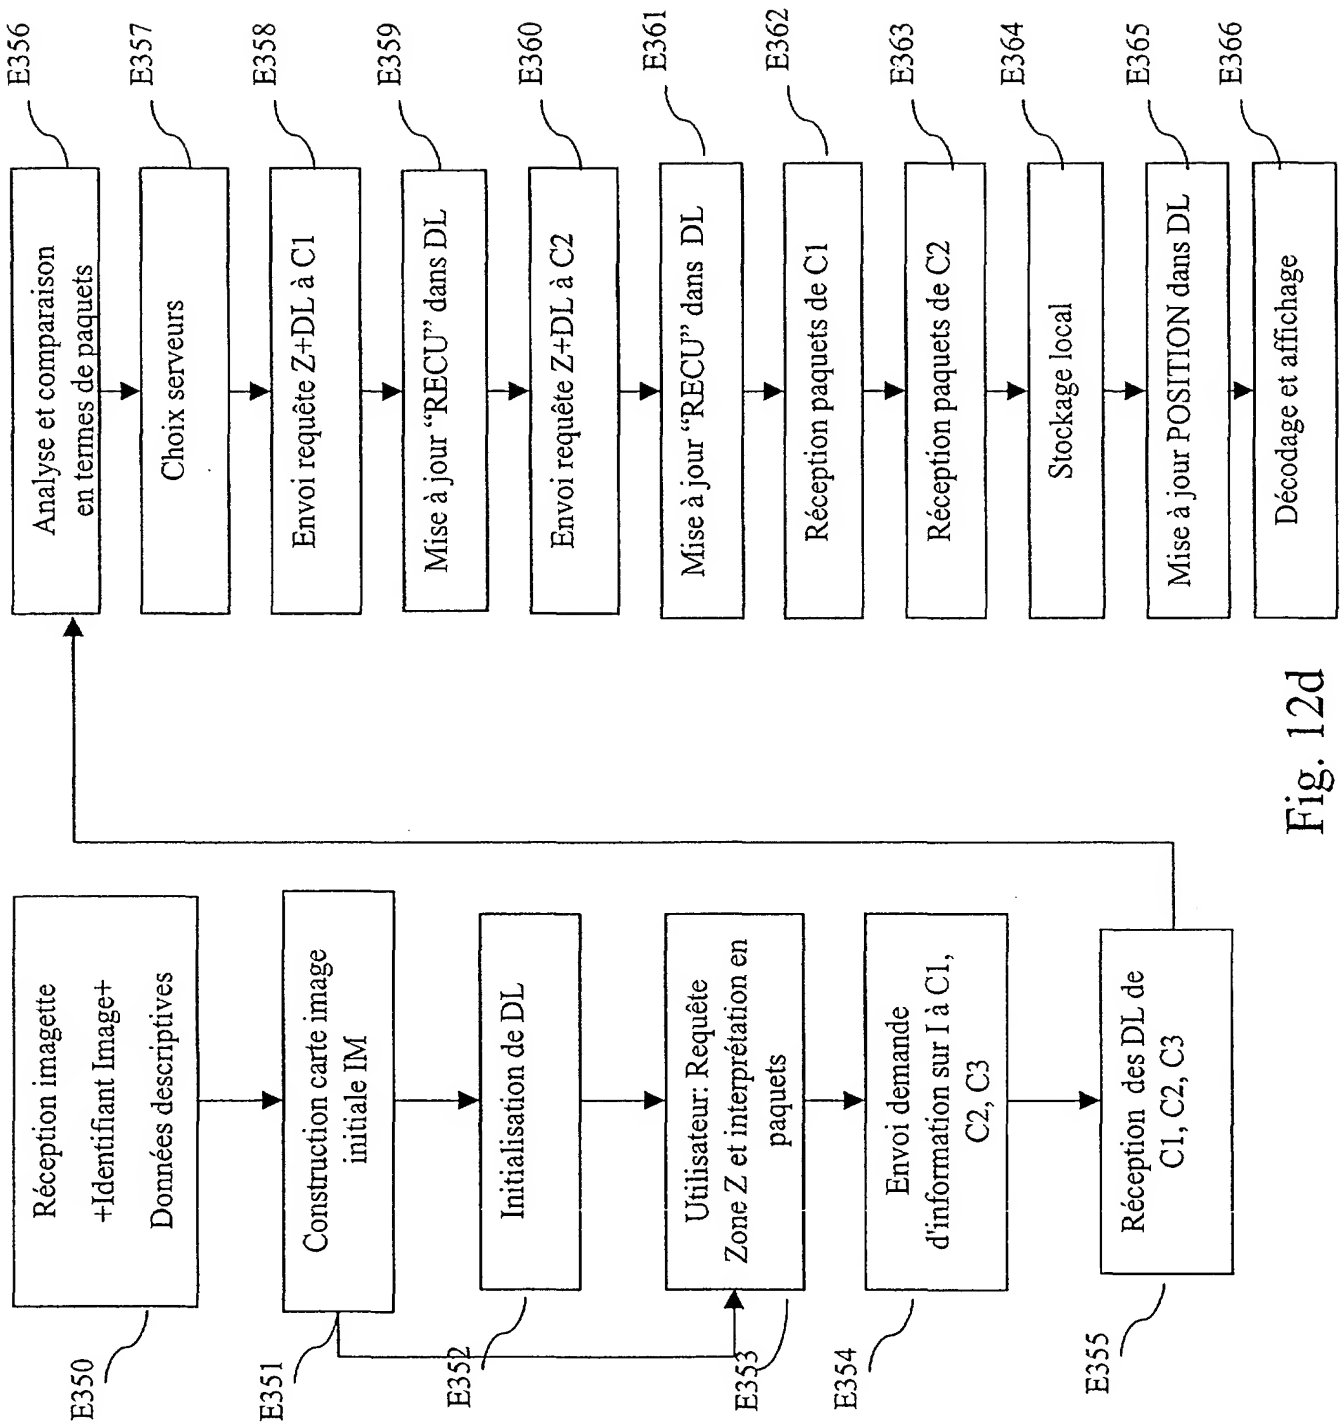 E350
Réception imagette
+Identifiant Image+
Données descriptives
E351
Construction carte image
initiale IM
E352
Initialisation de DL
E353
Utilisateur: Requête
Zone Z et interprétation en
paquets
E354
Envoi demande
d'information sur I à C1,
C2, C3
E355
Réception des DL de
C1, C2, C3
E356
Analyse et comparaison
en termes de paquets
E357
Choix serveurs
E358
Envoi requête Z+DL à C1
E359
Mise à jour “RECU” dans DL
E360
Envoi requête Z+DL à C2
E361
Mise à jour “RECU” dans DL
E362
Réception paquets de C1
E363
Réception paquets de C2
E364
Stockage local
E365
Mise à jour POSITION dans DL
E366
Décodage et affichage
Fig. 12d